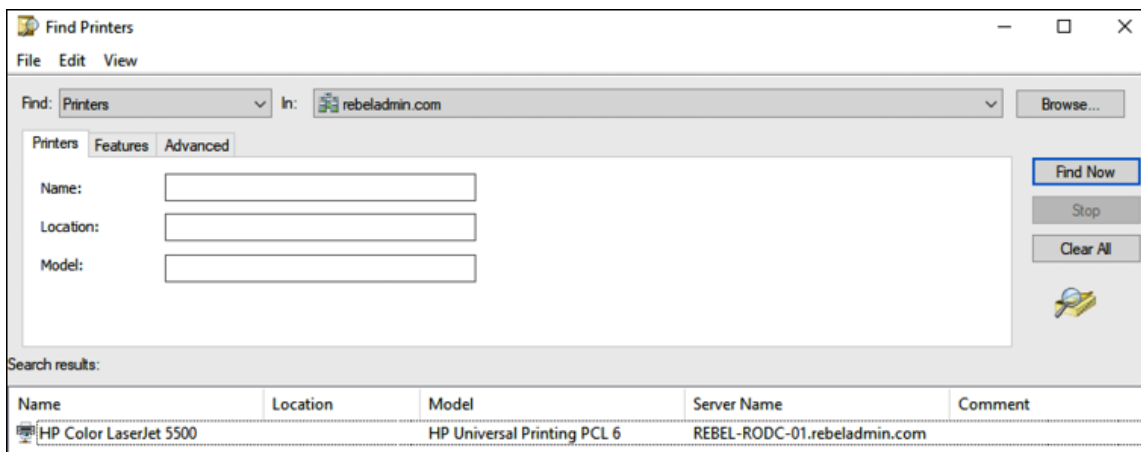 Find Printers
File Edit View
Find: Printers In: rebeladmin.com Browse...
Printers Features Advanced
Find Now
Name:
Stop
Location:
Clear All
Model:
Search results:
Name Location Model Server Name Comment
HP Color LaserJet 5500 HP Universal Printing PCL 6 REBEL-RODC-01.rebeladmin.com